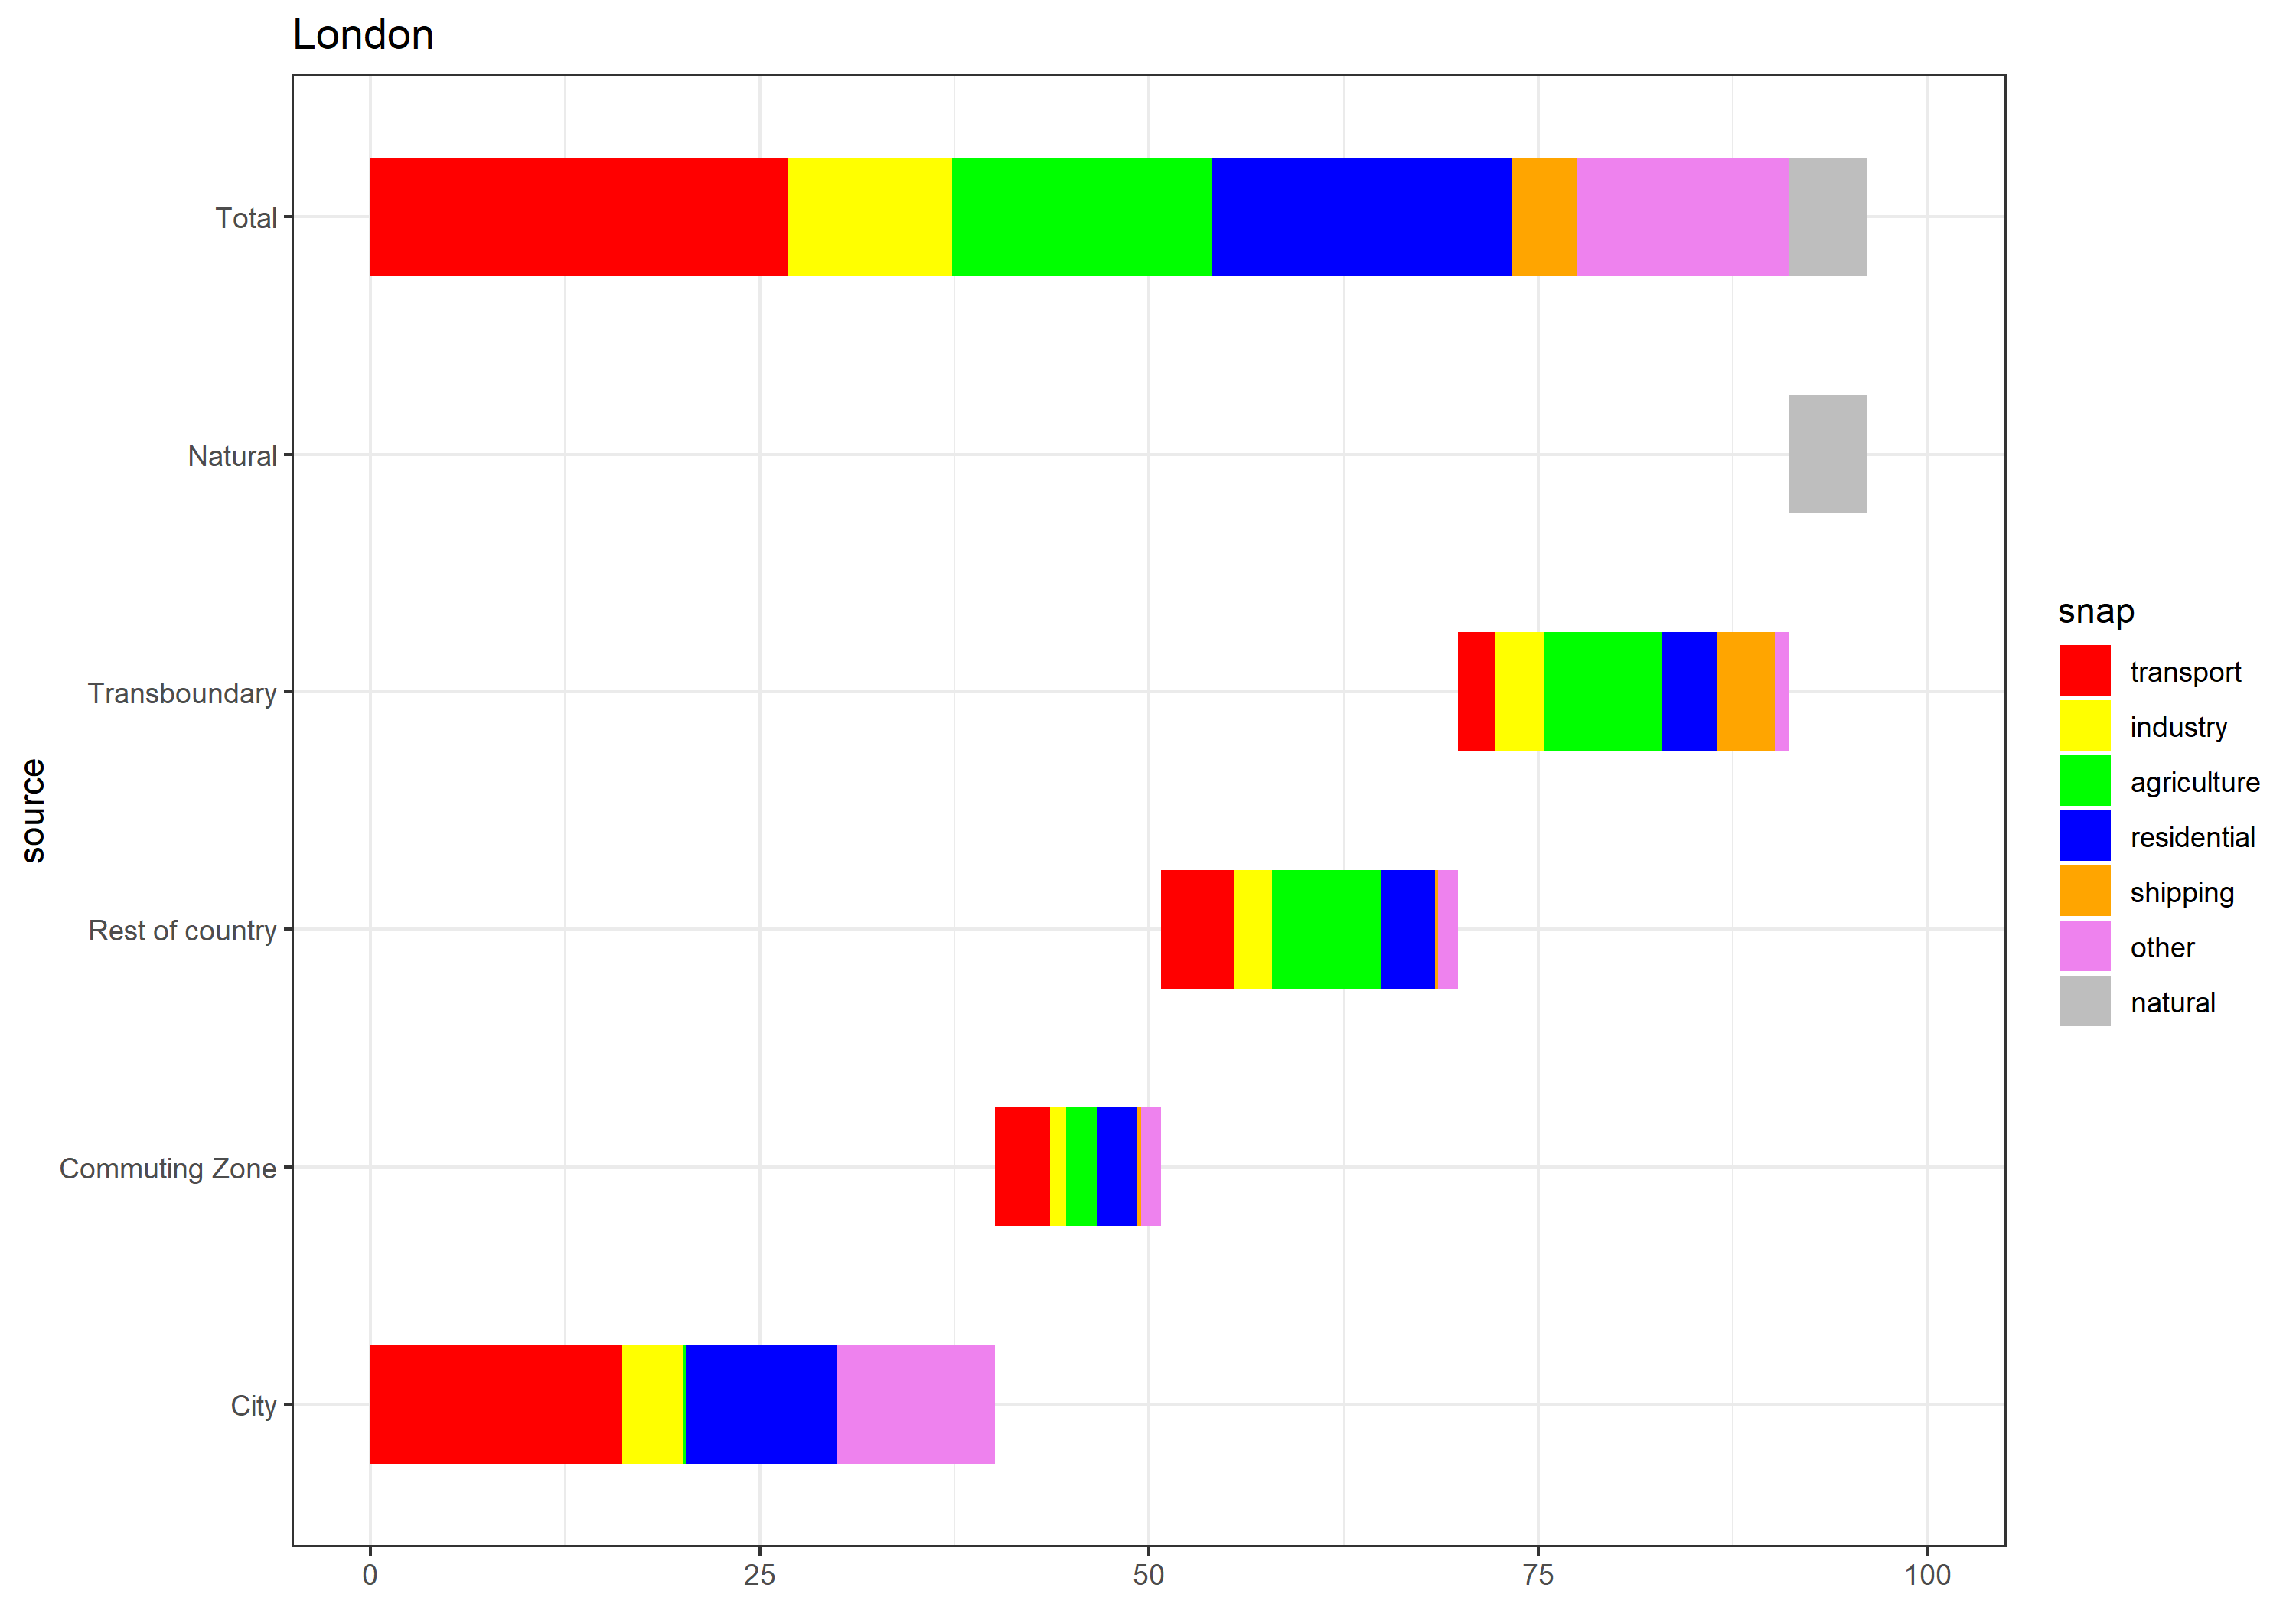 London
Total
Natural
Transboundary
Rest of country
Commuting Zone
City
source
0 25 50 75 100
snap
transport
industry
agriculture
residential
shipping
other
natural